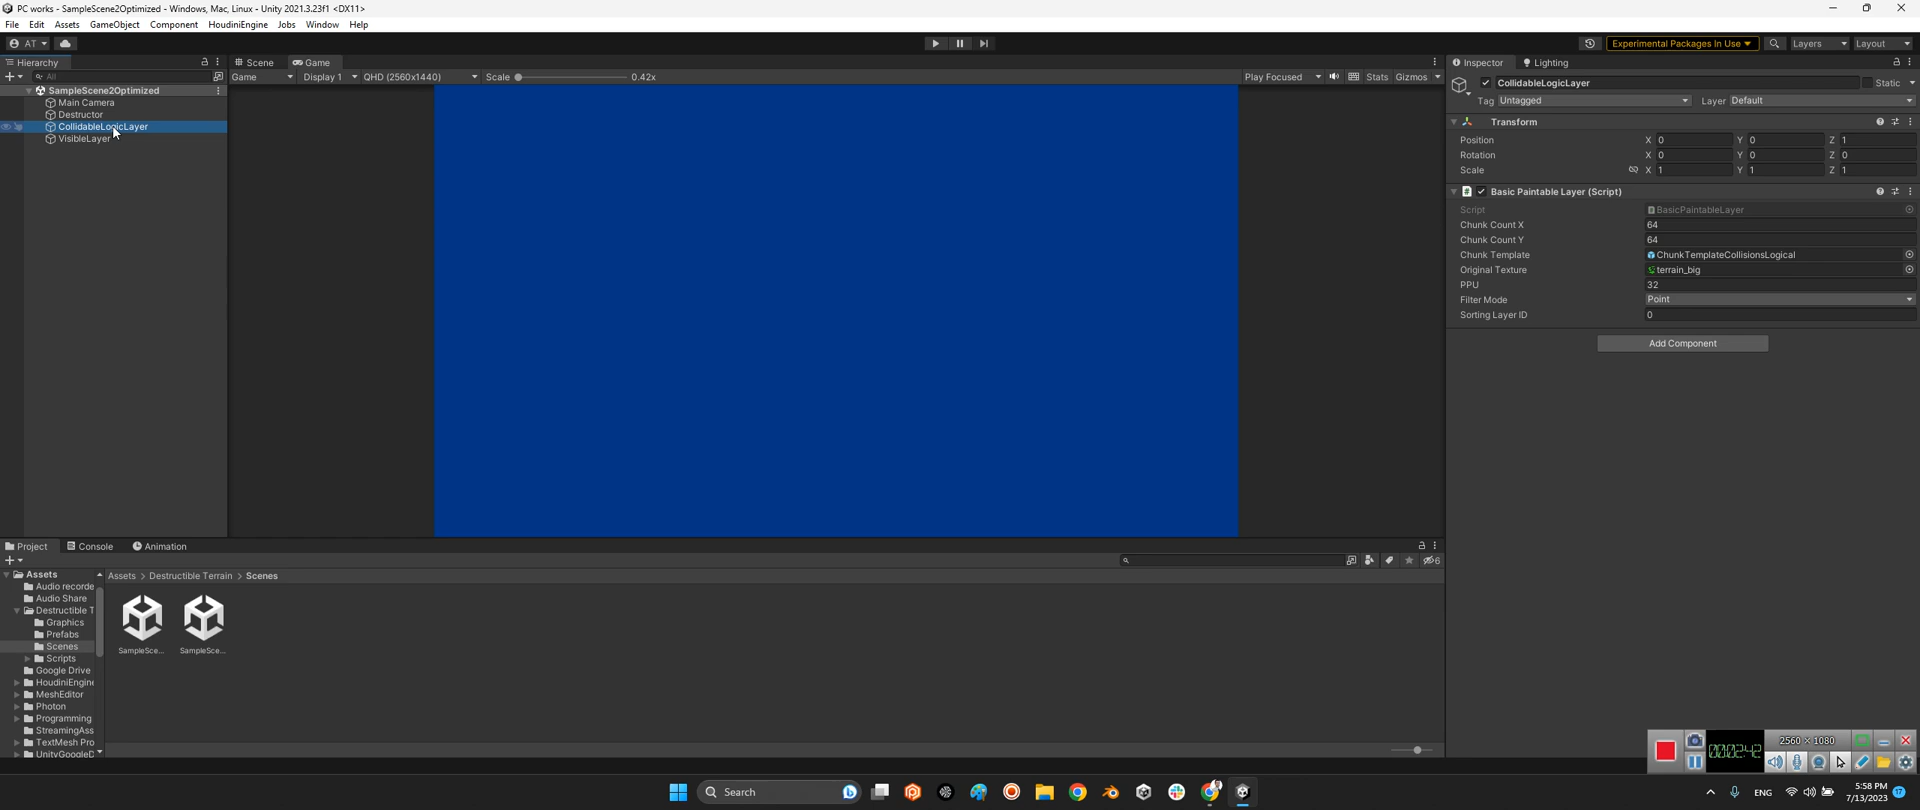 PC works - SampleScene2Optimized - Windows, Mac, Linux - Unity 2021.3.23f1 <DX11>
File Edit Assets GameObject Component HoudiniEngine Jobs Window Help
AT Experimental Packages In Use Layers Layout
Hierarchy
All
SampleScene2Optimized
Main Camera
Destructor
CollidableLogicLayer
VisibleLayer
Scene Game
Game Display 1 QHD (2560x1440) Scale 0.42x Play Focused Stats Gizmos
Inspector Lighting
CollidableLogicLayer Static
Tag Untagged Layer Default
Transform
Position X 0 Y 0 Z 1
Rotation X 0 Y 0 Z 0
Scale X 1 Y 1 Z 1
Basic Paintable Layer (Script)
Script BasicPaintableLayer
Chunk Count X 64
Chunk Count Y 64
Chunk Template ChunkTemplateCollisionsLogical
Original Texture terrain_big
PPU 32
Filter Mode Point
Sorting Layer ID 0
Add Component
Project Console Animation
6
Assets
Audio recorde
Audio Share
Destructible T
Graphics
Prefabs
Scenes
Scripts
Google Drive
HoudiniEngine
MeshEditor
Photon
Programming
StreamingAss
TextMesh Pro
UnityGoogleD
Assets > Destructible Terrain > Scenes
SampleSce... SampleSce...
00:02:42 2560 × 1080
Search
ENG 5:58 PM
7/13/2023 17